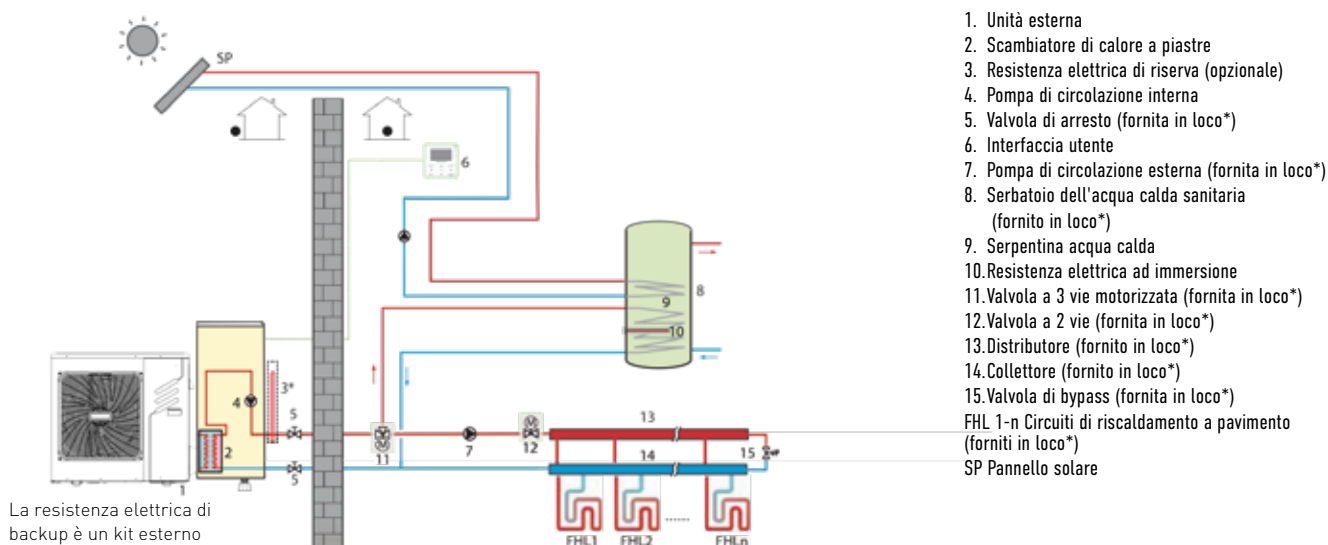 SP
6
8
9
10
3*
4
5
2
5
1
11
7
12
13
14
15
FHL1
FHL2
......
FHLn
La resistenza elettrica di
backup è un kit esterno
1. Unità esterna
2. Scambiatore di calore a piastre
3. Resistenza elettrica di riserva (opzionale)
4. Pompa di circolazione interna
5. Valvola di arresto (fornita in loco*)
6. Interfaccia utente
7. Pompa di circolazione esterna (fornita in loco*)
8. Serbatoio dell'acqua calda sanitaria
(fornito in loco*)
9. Serpentina acqua calda
10.Resistenza elettrica ad immersione
11.Valvola a 3 vie motorizzata (fornita in loco*)
12.Valvola a 2 vie (fornita in loco*)
13.Distributore (fornito in loco*)
14.Collettore (fornito in loco*)
15.Valvola di bypass (fornita in loco*)
FHL 1-n Circuiti di riscaldamento a pavimento
(forniti in loco*)
SP Pannello solare